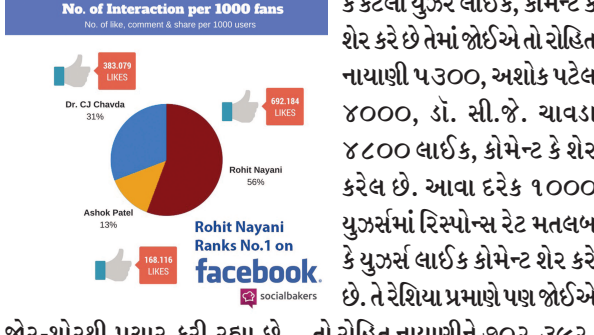 No. of Interaction per 1000 fans
No. of like, comment & share per 1000 users
383.079
LIKES
692.184
LIKES
Dr. CJ Chavda
31%
Rohit Nayani
56%
Ashok Patel
13%
168.116
LIKES
Rohit Nayani
Ranks No.1 on
facebook.
socialbakers
કે કેટલા યુઝર લાઈક, કોમેન્ટ કે
શેર કરે છે તેમાં જોઈએ તો રોહિત
નાયાણી ૫૩૦૦, અશોક પટેલ
૪૦૦૦, ડૉ. સી.જે. ચાવડા
૪૮૦૦ લાઈક, કોમેન્ટ કે શેર
કરેલ છે. આવા દરેક ૧૦૦૦
યુઝર્સમાં રિસ્પોન્સ રેટ મતલબ
કે યુઝર્સ લાઈક કોમેન્ટ શેર કરે
છે. તે રેશિયા પ્રમાણે પણ જોઈએ
જોર-શોરથી પ્રચાર કરી રહ્યા છે
તો રોહિત નાયાણીને